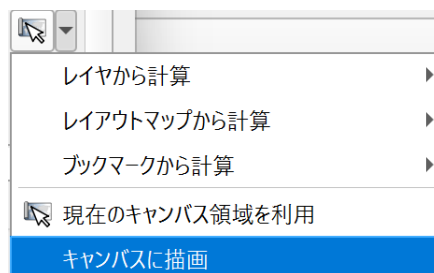 レイヤから計算
レイアウトマップから計算
ブックマークから計算
現在のキャンバス領域を利用
キャンバスに描画